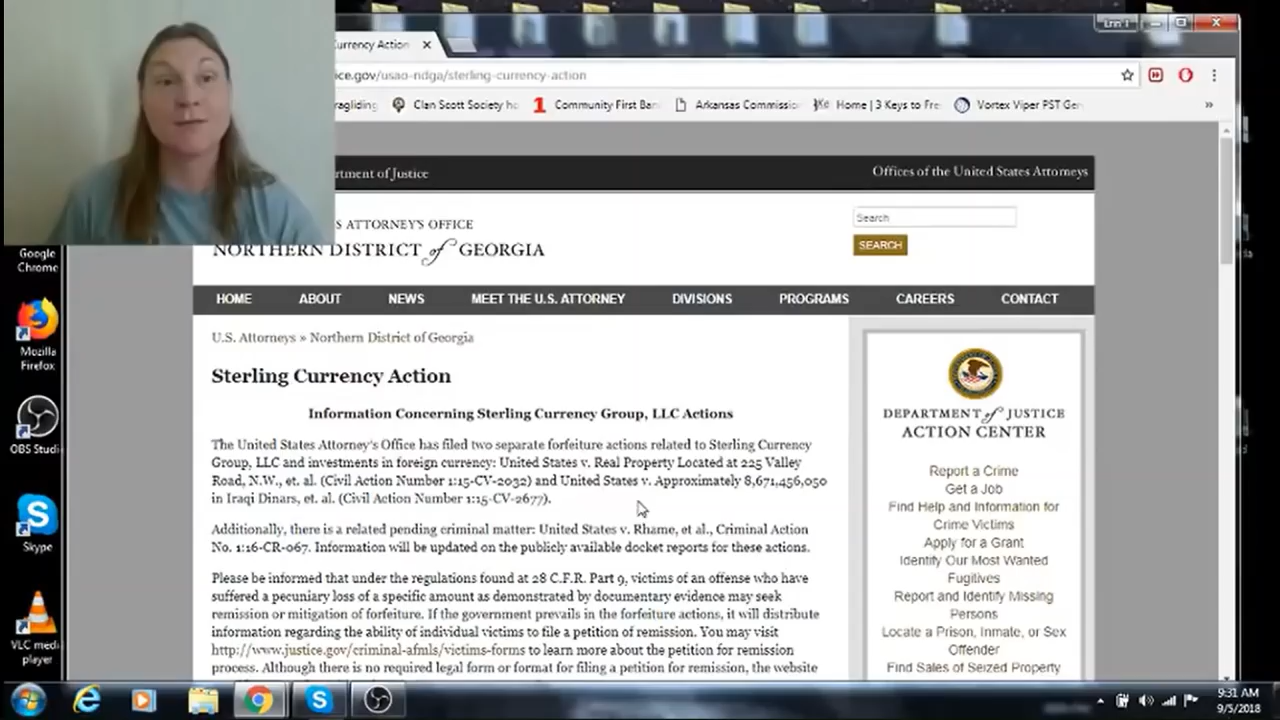 urrency Action
ice.gov/usao-ndga/sterling-currency-action
ragliding
Clan Scott Society
Community First Ban
Arkansas Commissio
Home | 3 Keys to Fre
Vortex Viper PST Gen
»
rtment of Justice
Offices of the United States Attorneys
S ATTORNEY'S OFFICE
NORTHERN DISTRICT of GEORGIA
Search
SEARCH
HOME
ABOUT
NEWS
MEET THE U.S. ATTORNEY
DIVISIONS
PROGRAMS
CAREERS
CONTACT
U.S. Attorneys » Northern District of Georgia
Sterling Currency Action
Information Concerning Sterling Currency Group, LLC Actions
The United States Attorney's Office has filed two separate forfeiture actions related to Sterling Currency
Group, LLC and investments in foreign currency: United States v. Real Property Located at 225 Valley
Road, N.W., et. al. (Civil Action Number 1:15-CV-2032) and United States v. Approximately 8,671,456,050
in Iraqi Dinars, et. al. (Civil Action Number 1:15-CV-2677).
Additionally, there is a related pending criminal matter: United States v. Rhame, et al., Criminal Action
No. 1:16-CR-067. Information will be updated on the publicly available docket reports for these actions.
Please be informed that under the regulations found at 28 C.F.R. Part 9, victims of an offense who have
suffered a pecuniary loss of a specific amount as demonstrated by documentary evidence may seek
remission or mitigation of forfeiture. If the government prevails in the forfeiture actions, it will distribute
information regarding the ability of individual victims to file a petition of remission. You may visit
http://www.justice.gov/criminal-afmls/victims-forms to learn more about the petition for remission
process. Although there is no required legal form or format for filing a petition for remission, the website
DEPARTMENT of JUSTICE
ACTION CENTER
Report a Crime
Get a Job
Find Help and Information for
Crime Victims
Apply for a Grant
Identify Our Most Wanted
Fugitives
Report and Identify Missing
Persons
Locate a Prison, Inmate, or Sex
Offender
Find Sales of Seized Property
Google
Chrome
Mozilla
Firefox
OBS Studi
Skype
VLC medi
player
9:31 AM
9/5/2018